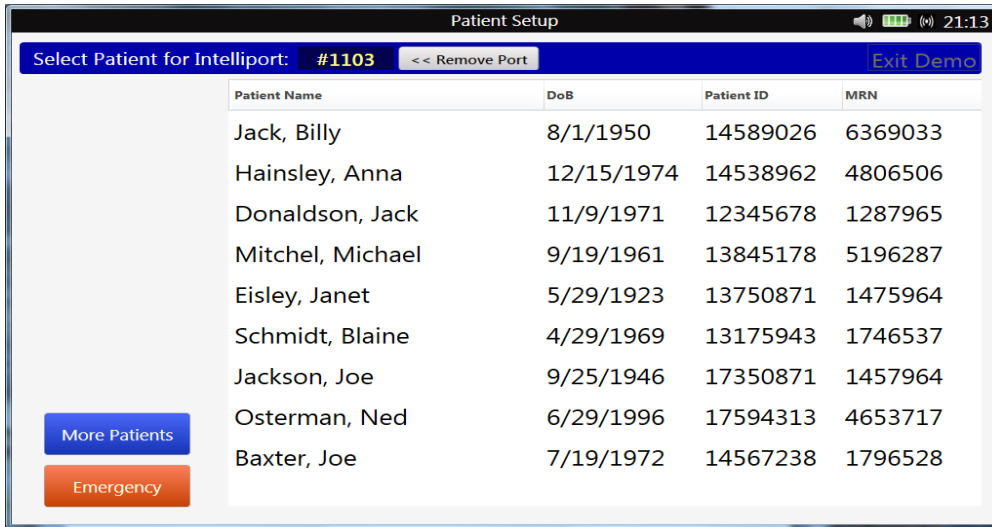 Patient Setup 21:13
Select Patient for Intelliport: #1103 << Remove Port Exit Demo
Patient Name DoB Patient ID MRN
Jack, Billy 8/1/1950 14589026 6369033
Hainsley, Anna 12/15/1974 14538962 4806506
Donaldson, Jack 11/9/1971 12345678 1287965
Mitchel, Michael 9/19/1961 13845178 5196287
Eisley, Janet 5/29/1923 13750871 1475964
Schmidt, Blaine 4/29/1969 13175943 1746537
Jackson, Joe 9/25/1946 17350871 1457964
Osterman, Ned 6/29/1996 17594313 4653717
More Patients
Baxter, Joe 7/19/1972 14567238 1796528
Emergency